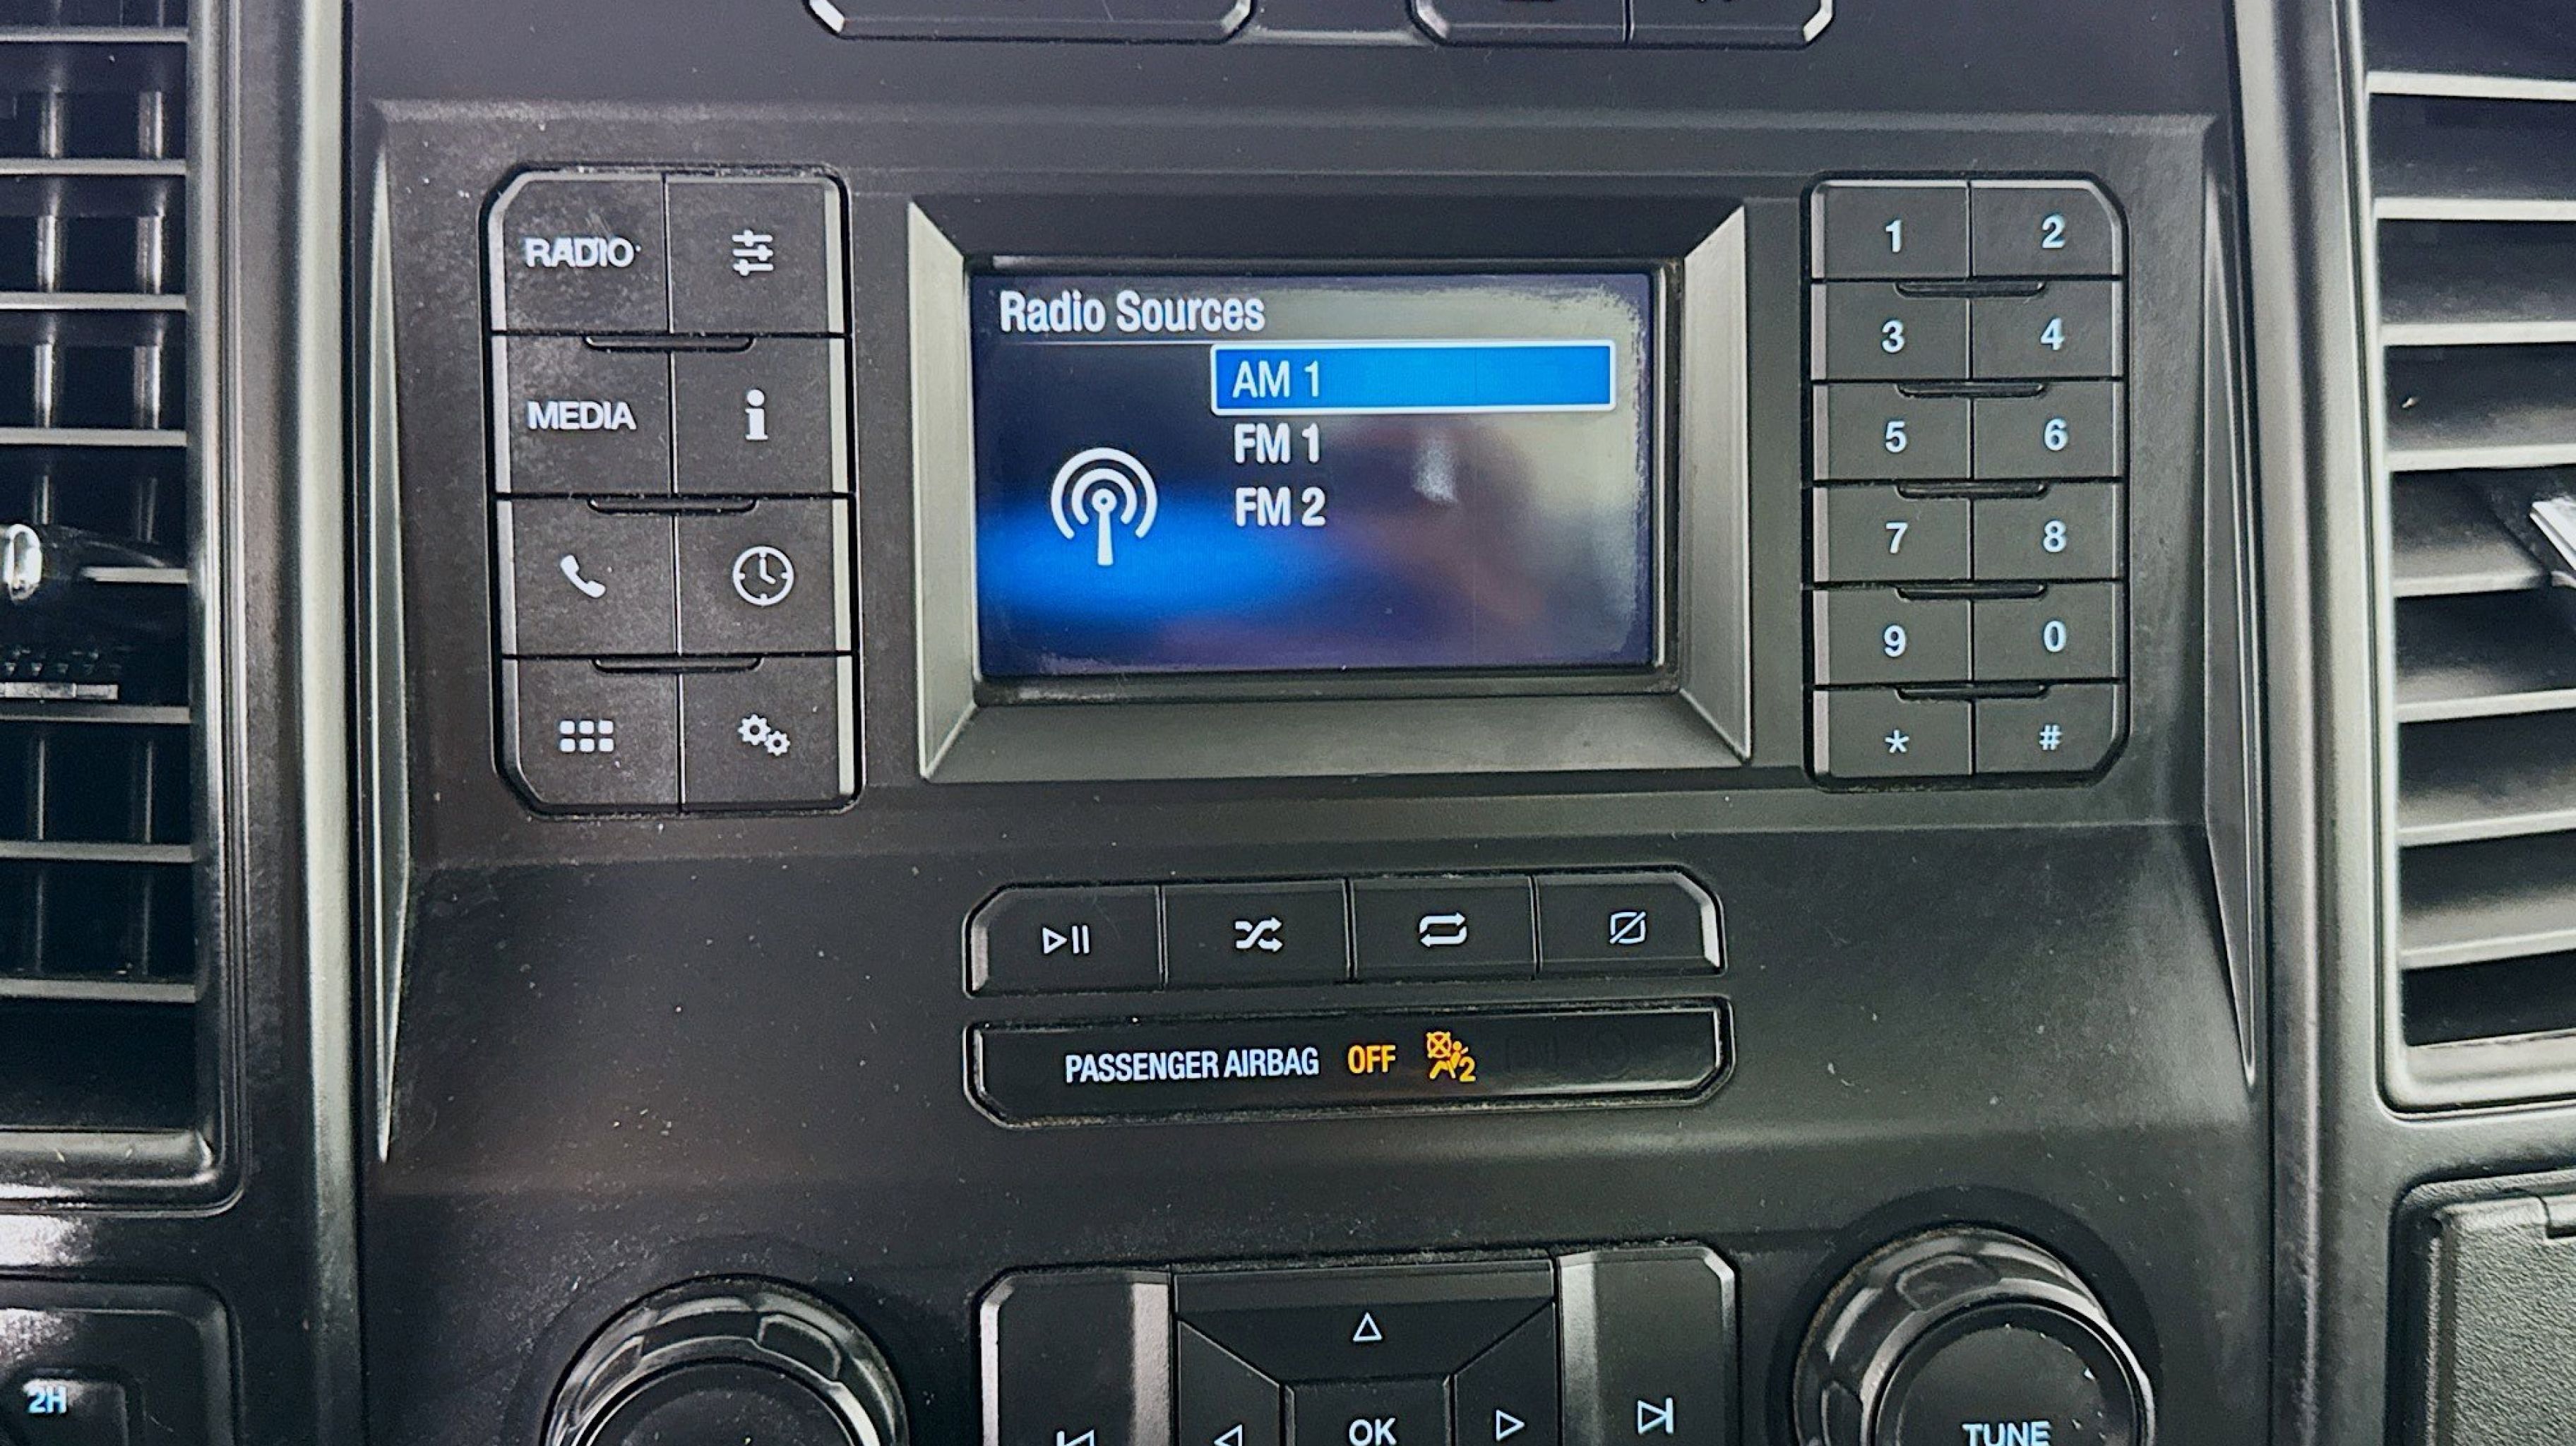 RADIO
MEDIA
Radio Sources
AM 1
FM 1
FM 2
1 2
3 4
5 6
7 8
9 0
* #
PASSENGER AIRBAG OFF 2
2H
OK
TUNE